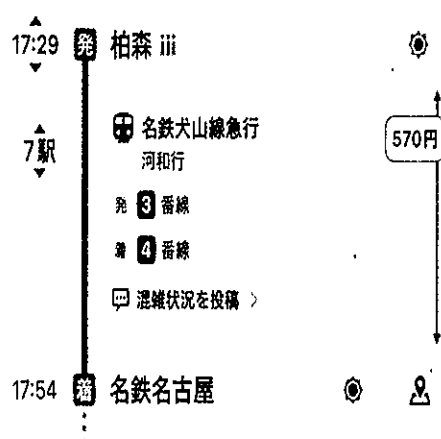 17:29 発 柏森 iii
7駅
名鉄犬山線急行
河和行
570円
発 3 番線
着 4 番線
混雑状況を投稿 >
17:54 着 名鉄名古屋